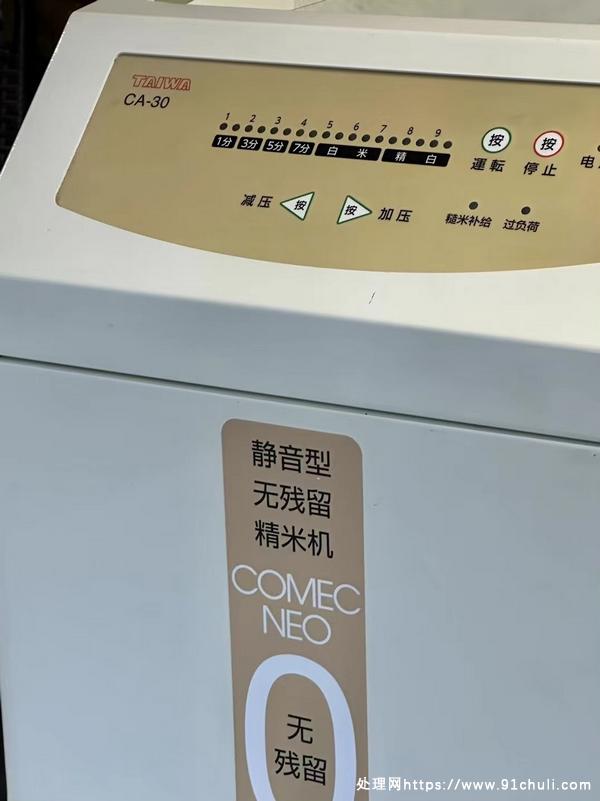 TAIWA
CA-30
1 2 3 4 5 6 7 8 9
1分 3分 5分 7分 白 米 精 白
按 按
運転 停止 电
减压 按 按 加压
糙米补给 过负荷
静音型
无残留
精米机
COMEC
NEO
0
无
残留
处理网https://www.91chuli.com/